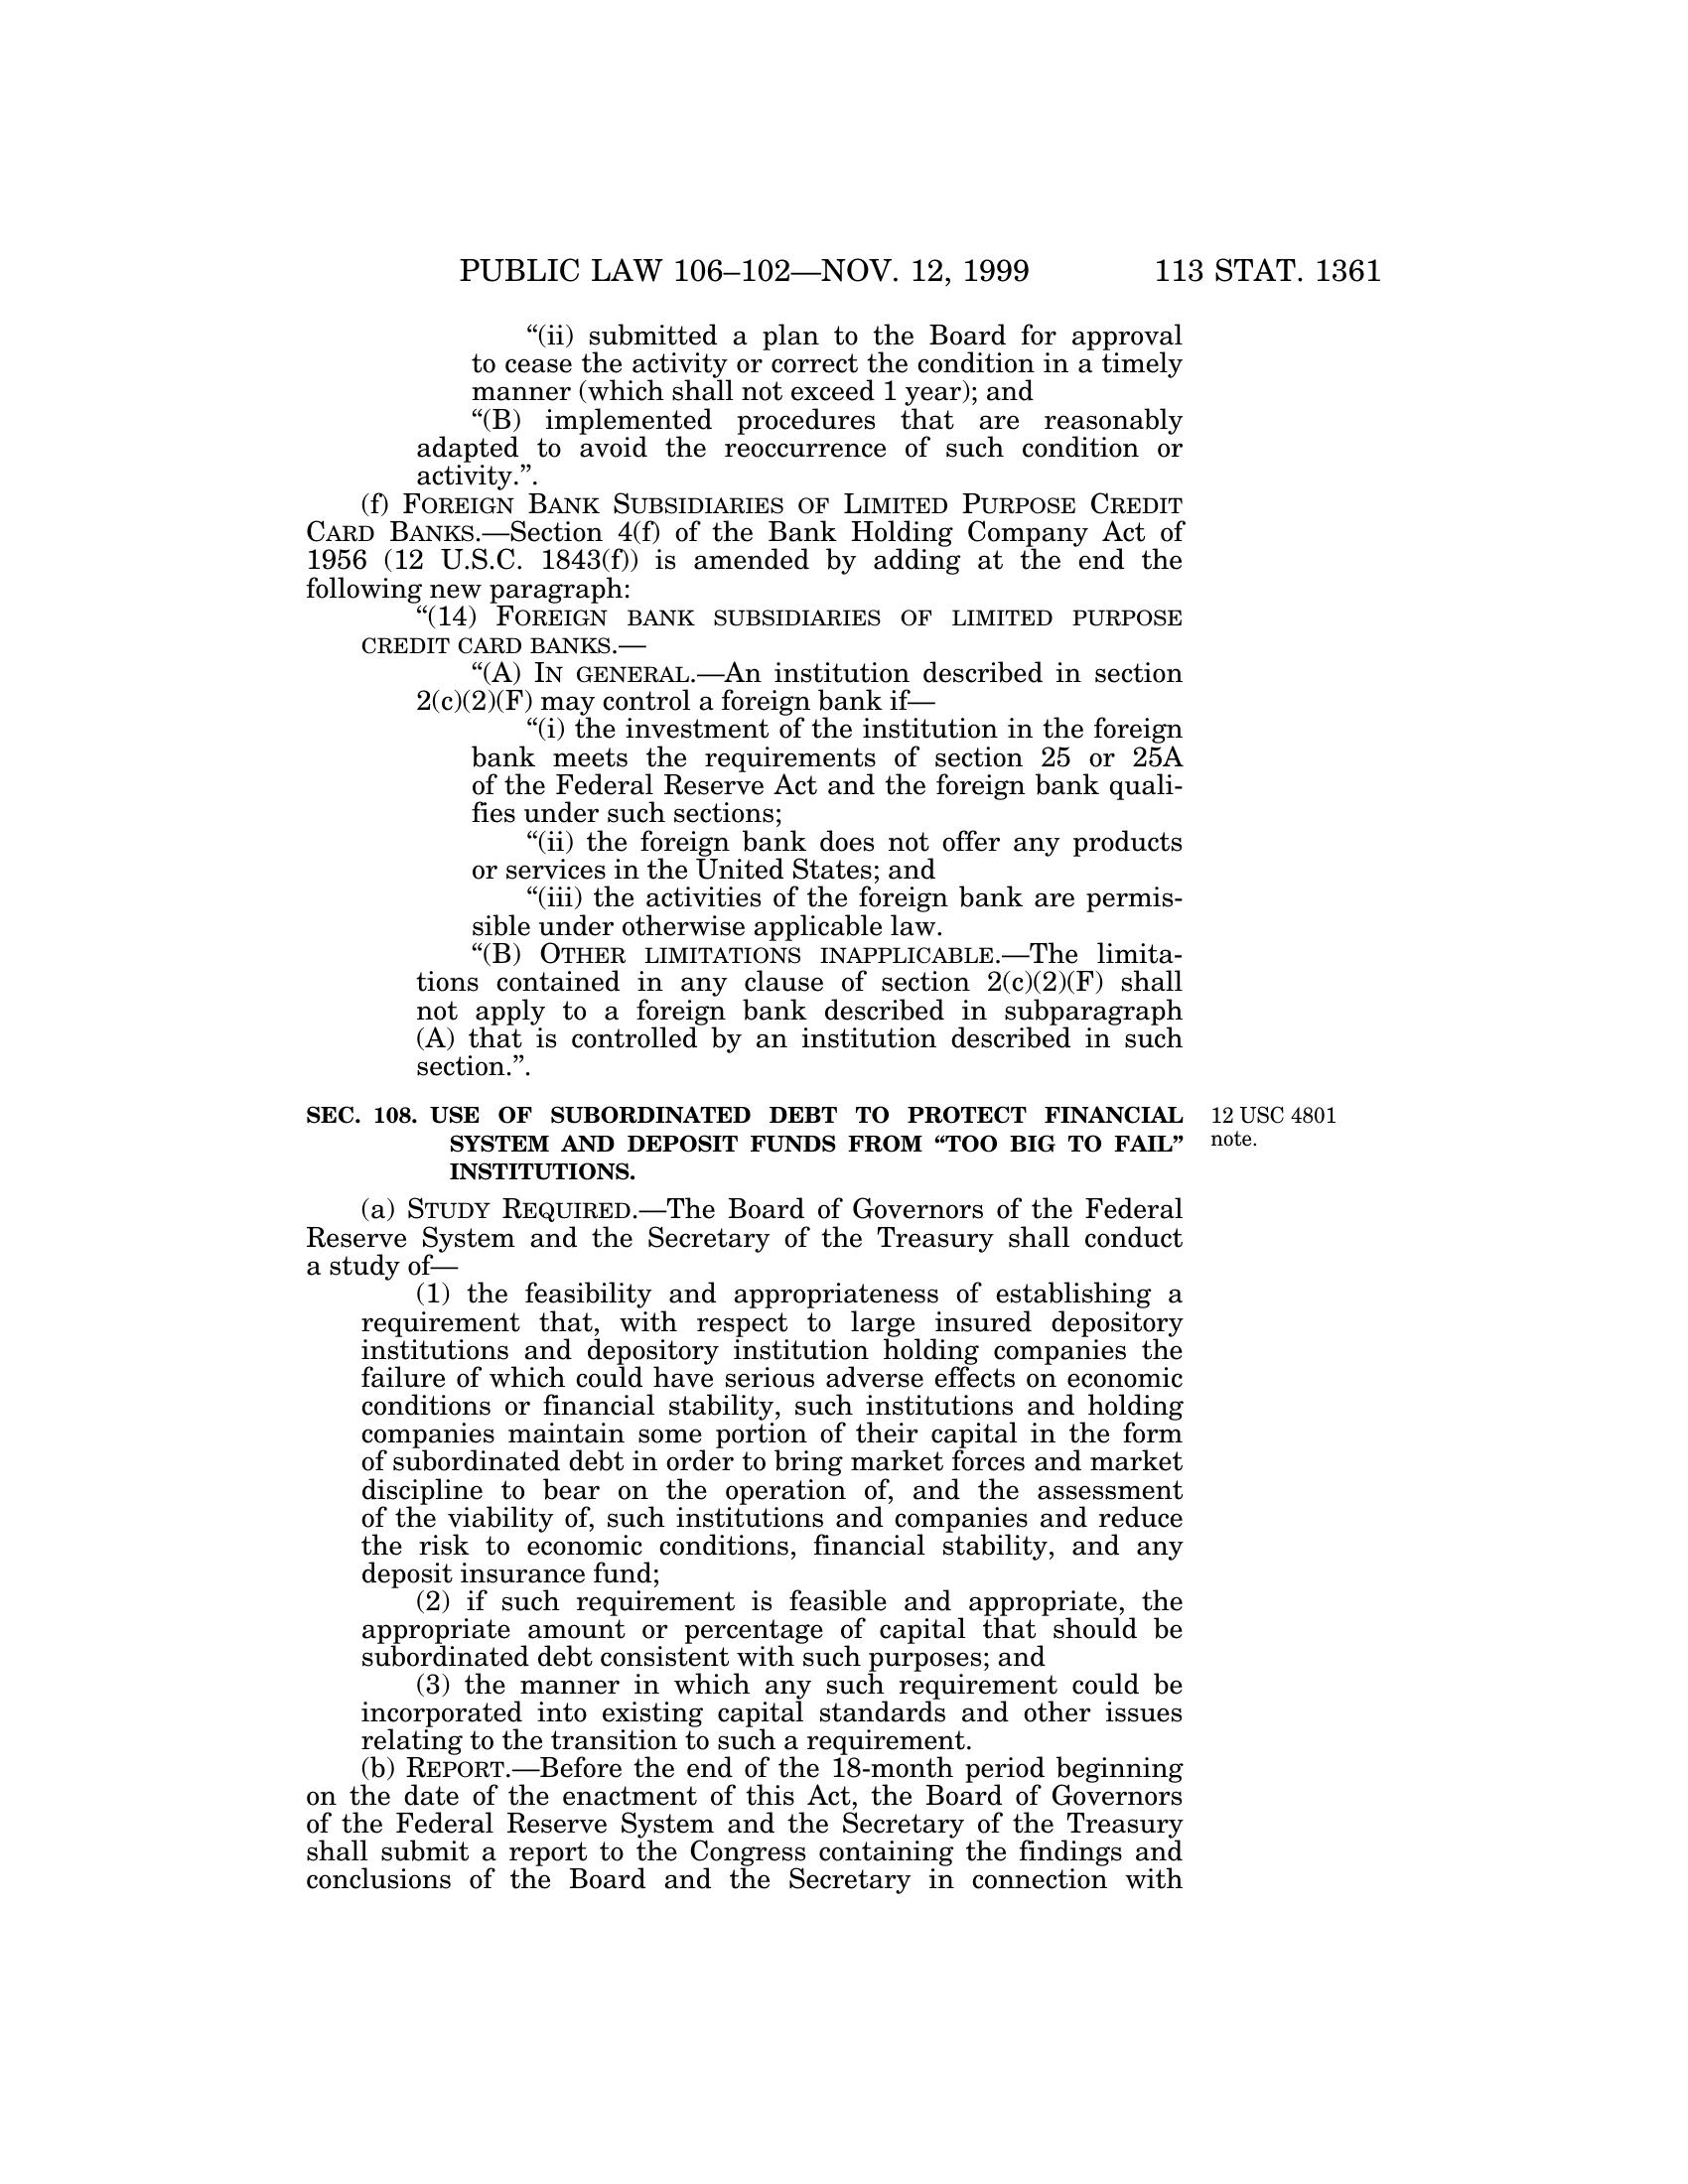 PUBLIC LAW 106–102—NOV. 12, 1999 113 STAT. 1361
“(ii) submitted a plan to the Board for approval
to cease the activity or correct the condition in a timely
manner (which shall not exceed 1 year); and
“(B) implemented procedures that are reasonably
adapted to avoid the reoccurrence of such condition or
activity.”.
(f) FOREIGN BANK SUBSIDIARIES OF LIMITED PURPOSE CREDIT
CARD BANKS.—Section 4(f) of the Bank Holding Company Act of
1956 (12 U.S.C. 1843(f)) is amended by adding at the end the
following new paragraph:
“(14) FOREIGN BANK SUBSIDIARIES OF LIMITED PURPOSE
CREDIT CARD BANKS.—
“(A) IN GENERAL.—An institution described in section
2(c)(2)(F) may control a foreign bank if—
“(i) the investment of the institution in the foreign
bank meets the requirements of section 25 or 25A
of the Federal Reserve Act and the foreign bank quali-
fies under such sections;
“(ii) the foreign bank does not offer any products
or services in the United States; and
“(iii) the activities of the foreign bank are permis-
sible under otherwise applicable law.
“(B) OTHER LIMITATIONS INAPPLICABLE.—The limita-
tions contained in any clause of section 2(c)(2)(F) shall
not apply to a foreign bank described in subparagraph
(A) that is controlled by an institution described in such
section.”.
SEC. 108. USE OF SUBORDINATED DEBT TO PROTECT FINANCIAL
SYSTEM AND DEPOSIT FUNDS FROM “TOO BIG TO FAIL”
INSTITUTIONS.
12 USC 4801
note.
(a) STUDY REQUIRED.—The Board of Governors of the Federal
Reserve System and the Secretary of the Treasury shall conduct
a study of—
(1) the feasibility and appropriateness of establishing a
requirement that, with respect to large insured depository
institutions and depository institution holding companies the
failure of which could have serious adverse effects on economic
conditions or financial stability, such institutions and holding
companies maintain some portion of their capital in the form
of subordinated debt in order to bring market forces and market
discipline to bear on the operation of, and the assessment
of the viability of, such institutions and companies and reduce
the risk to economic conditions, financial stability, and any
deposit insurance fund;
(2) if such requirement is feasible and appropriate, the
appropriate amount or percentage of capital that should be
subordinated debt consistent with such purposes; and
(3) the manner in which any such requirement could be
incorporated into existing capital standards and other issues
relating to the transition to such a requirement.
(b) REPORT.—Before the end of the 18-month period beginning
on the date of the enactment of this Act, the Board of Governors
of the Federal Reserve System and the Secretary of the Treasury
shall submit a report to the Congress containing the findings and
conclusions of the Board and the Secretary in connection with